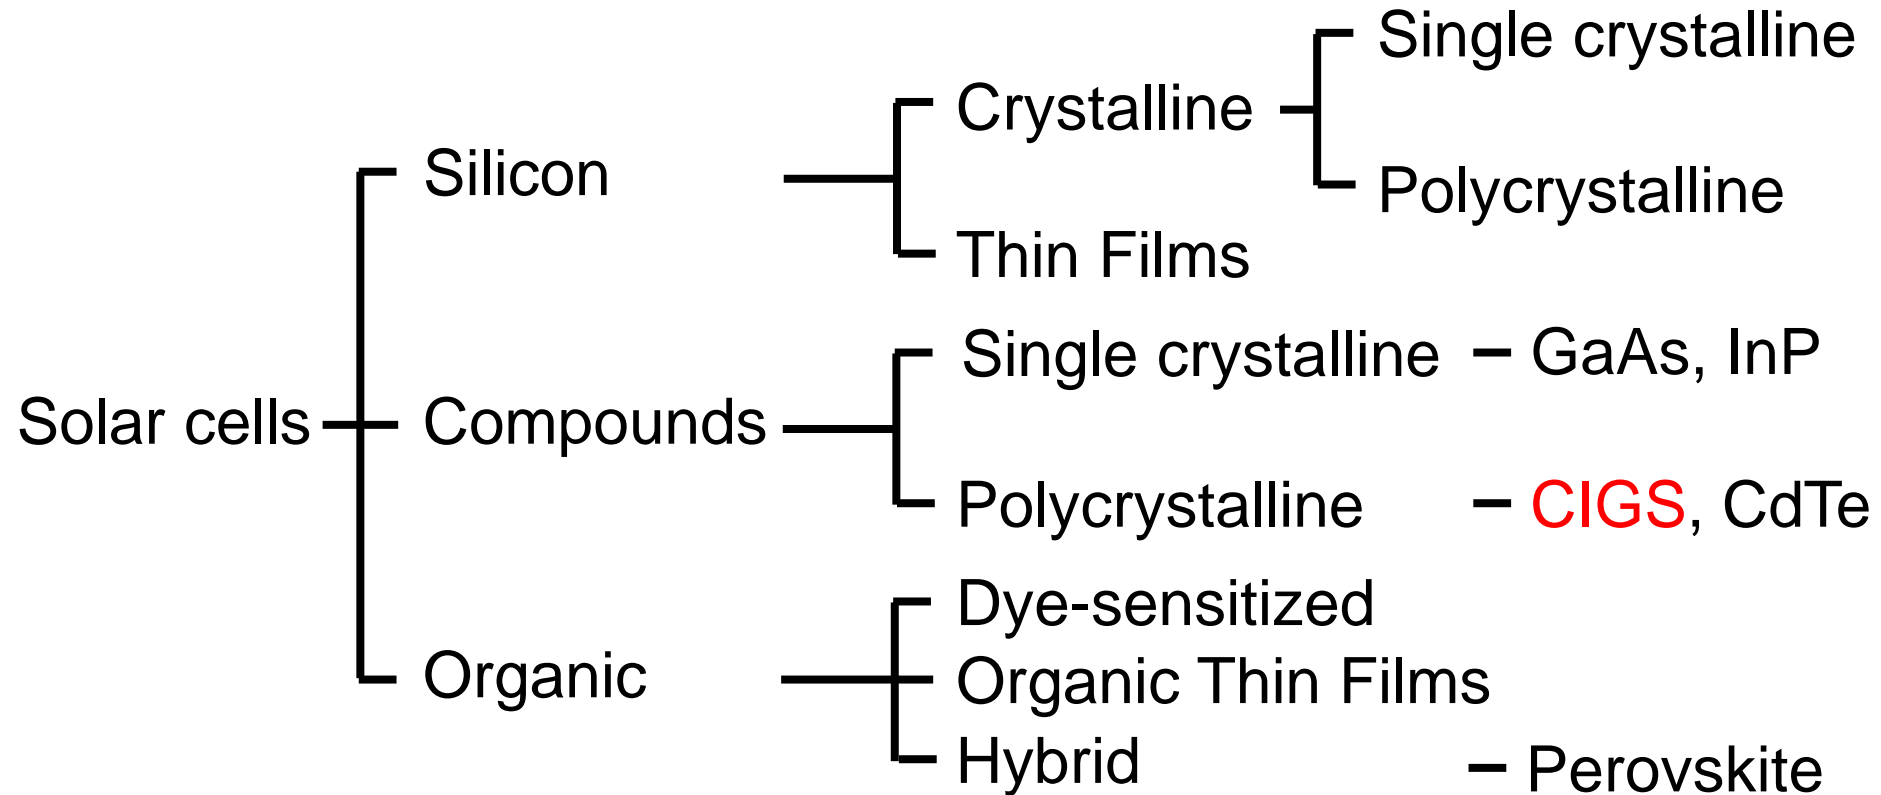 Single crystalline
Crystalline
Silicon
Polycrystalline
Thin Films
Single crystalline
GaAs, InP
Solar cells
Compounds
Polycrystalline
CIGS, CdTe
Dye-sensitized
Organic
Organic Thin Films
Hybrid
Perovskite